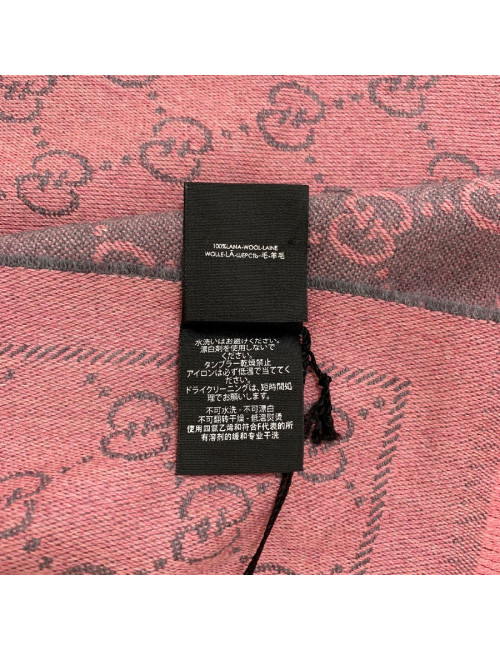 100%LANA-WOOL-LAINE
WOLLE-LÃ-ШЕРСТЬ-毛-羊毛
水洗いはお避けください。
漂白剤を使用しないで
ください。
タンブラー乾燥禁止
アイロンは必ず低温で当ててく
ださい。
ドライクリーニングは、短時間処
理でお願いします。
不可水洗·不可漂白
不可翻转干燥·低温熨烫
使用四氯乙烯和符合F代表的所
有溶剂的缓和专业干洗